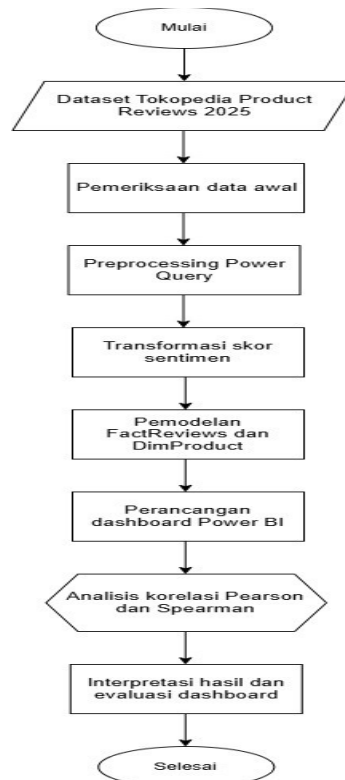 Mulai
Dataset Tokopedia Product
Reviews 2025
Pemeriksaan data awal
Preprocessing Power
Query
Transformasi skor
sentimen
Pemodelan
FactReviews dan
DimProduct
Perancangan
dashboard Power BI
Analisis korelasi Pearson
dan Spearman
Interpretasi hasil dan
evaluasi dashboard
Selesai